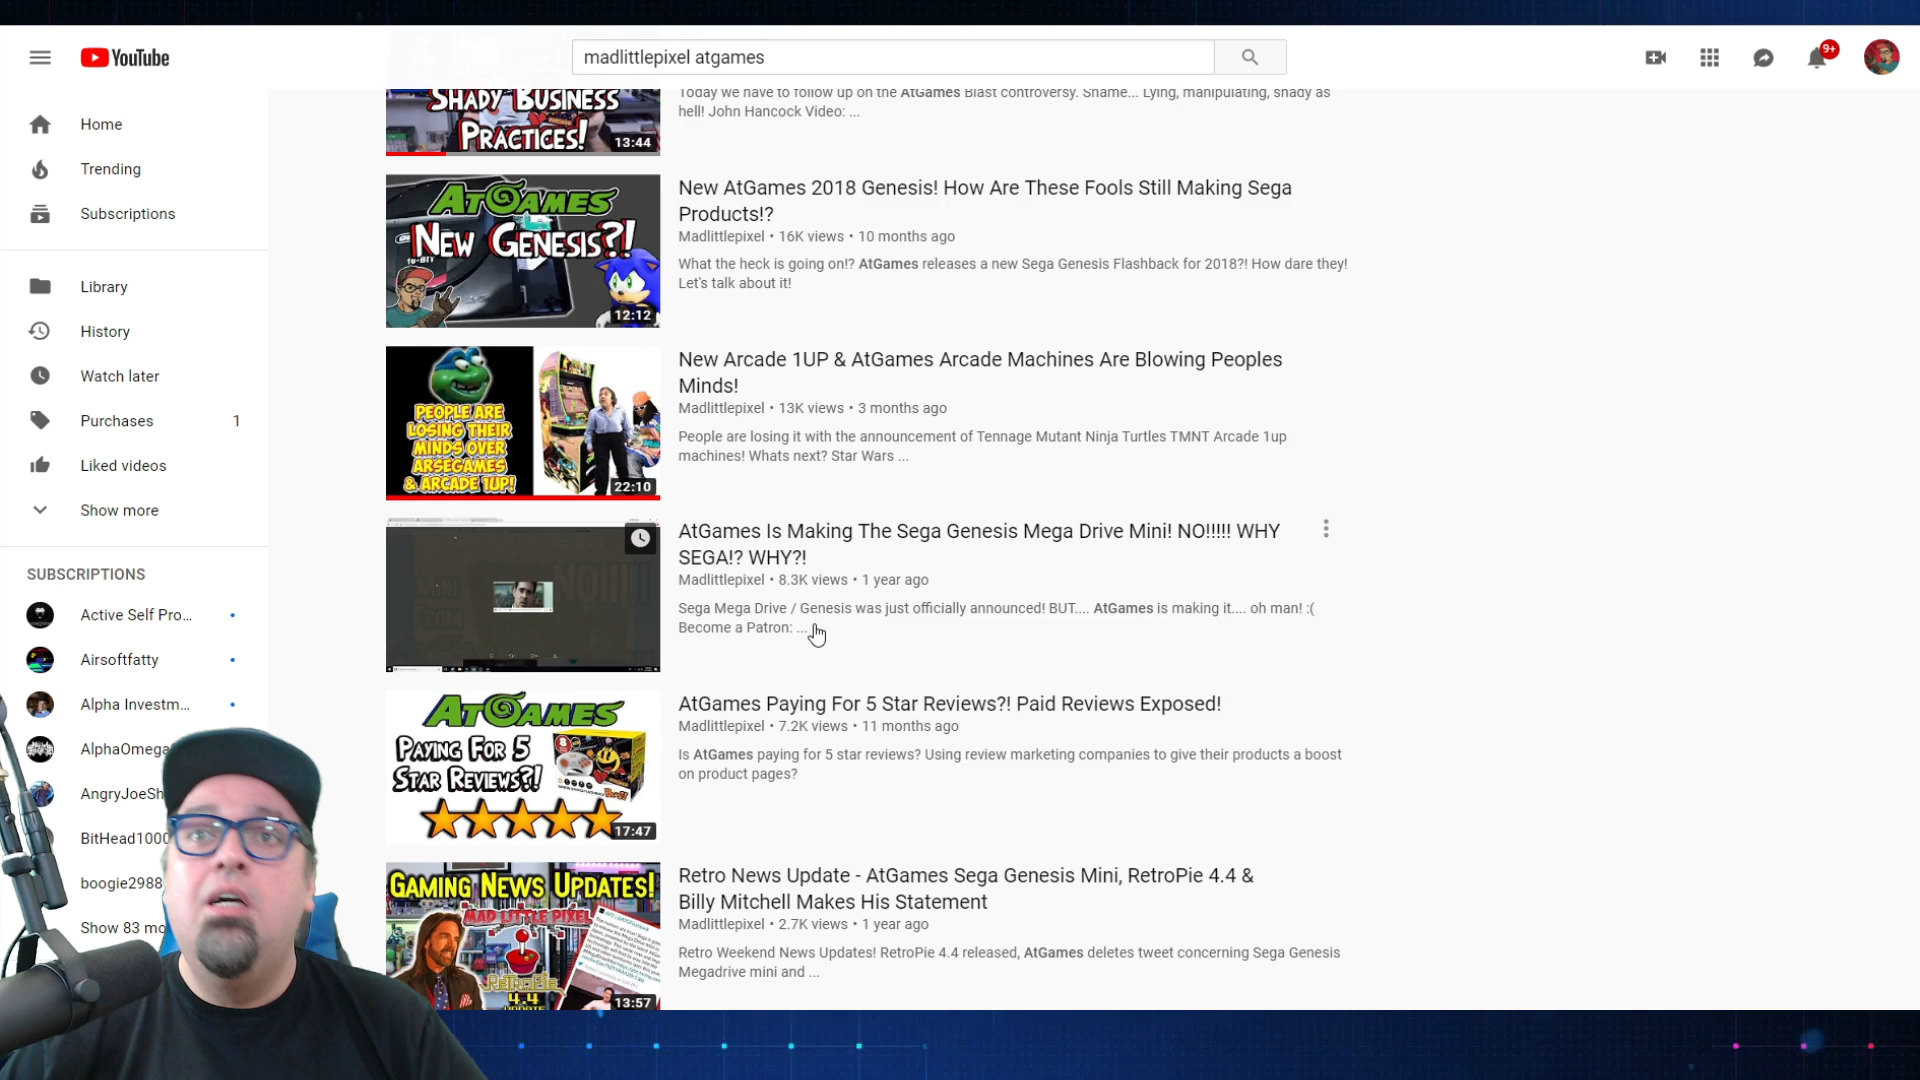 YouTube
madlittlepixel atgames
9+
Home
Trending
Subscriptions
Library
History
Watch later
Purchases 1
Liked videos
Show more
SUBSCRIPTIONS
Active Self Pro...
Airsoftfatty
Alpha Investm...
AlphaOmega
AngryJoeSh
BitHead1000
boogie2988
Show 83 mo
SHADY BUSINESS
PRACTICES!
13:44
Today we have to follow up on the AtGames Blast controversy. Shame... Lying, manipulating, shady as
hell! John Hancock Video: ...
ATGAMES
NEW GENESIS?!
16-BIT
12:12
New AtGames 2018 Genesis! How Are These Fools Still Making Sega
Products!?
Madlittlepixel • 16K views • 10 months ago
What the heck is going on!? AtGames releases a new Sega Genesis Flashback for 2018?! How dare they!
Let's talk about it!
PEOPLE ARE
LOSING THEIR
MINDS OVER
ARSEGAMES
& ARCADE 1UP!
22:10
New Arcade 1UP & AtGames Arcade Machines Are Blowing Peoples
Minds!
Madlittlepixel • 13K views • 3 months ago
People are losing it with the announcement of Tennage Mutant Ninja Turtles TMNT Arcade 1up
machines! Whats next? Star Wars ...
AtGames Is Making The Sega Genesis Mega Drive Mini! NO!!!!! WHY
SEGA!? WHY?!
Madlittlepixel • 8.3K views • 1 year ago
Sega Mega Drive / Genesis was just officially announced! BUT.... AtGames is making it.... oh man! :(
Become a Patron: ...
ATGAMES
PAYING FOR 5
STAR REVIEWS?!
17:47
AtGames Paying For 5 Star Reviews?! Paid Reviews Exposed!
Madlittlepixel • 7.2K views • 11 months ago
Is AtGames paying for 5 star reviews? Using review marketing companies to give their products a boost
on product pages?
GAMING NEWS UPDATES!
MAD LITTLE PIXEL
RETROPIE
4.4
UPDATE
13:57
Retro News Update - AtGames Sega Genesis Mini, RetroPie 4.4 &
Billy Mitchell Makes His Statement
Madlittlepixel • 2.7K views • 1 year ago
Retro Weekend News Updates! RetroPie 4.4 released, AtGames deletes tweet concerning Sega Genesis
Megadrive mini and ...